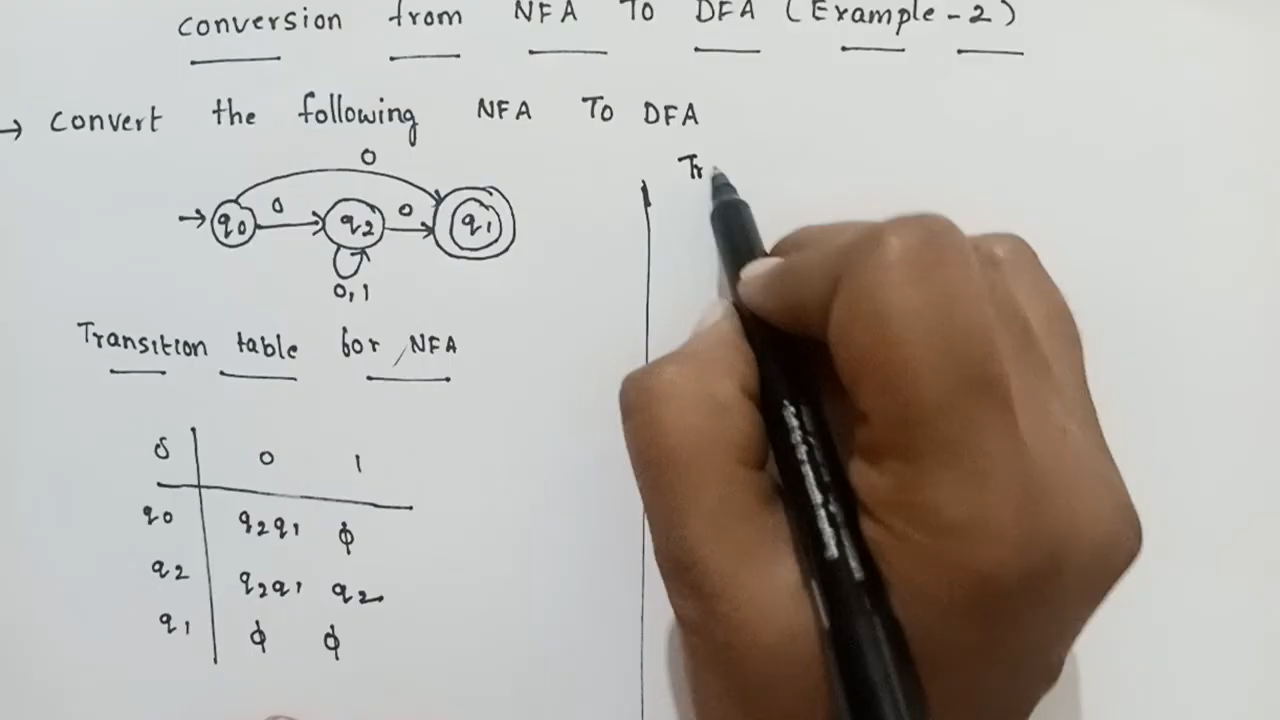 conversion from NFA TO DFA (Example-2)
→ convert the following NFA TO DFA
0
→ q0 0 q2 0 q1
0,1
Transition table for NFA
δ 0 1
q0 q2q1 ϕ
q2 q2q1 q2
q1 ϕ ϕ
Tr